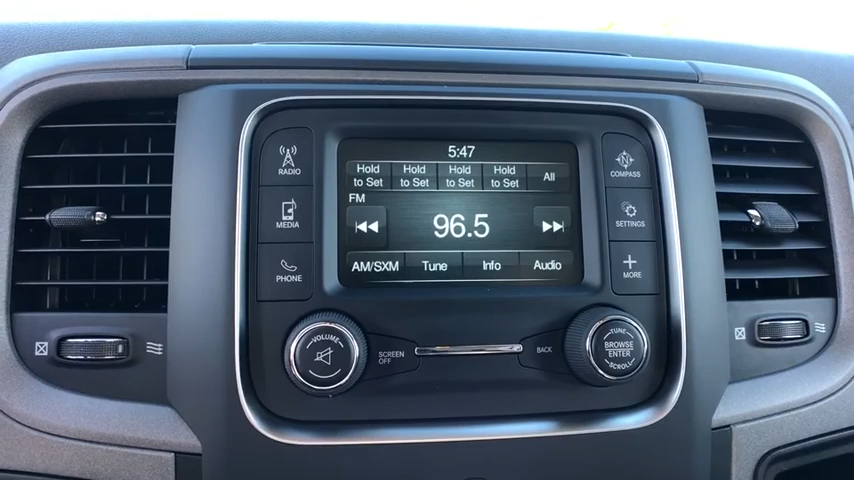 5:47
Hold to Set
Hold to Set
Hold to Set
Hold to Set
All
FM
96.5
AM/SXM
Tune
Info
Audio
RADIO
MEDIA
PHONE
N
COMPASS
SETTINGS
+
MORE
VOLUME
SCREEN
OFF
BACK
TUNE
BROWSE
ENTER
SCROLL